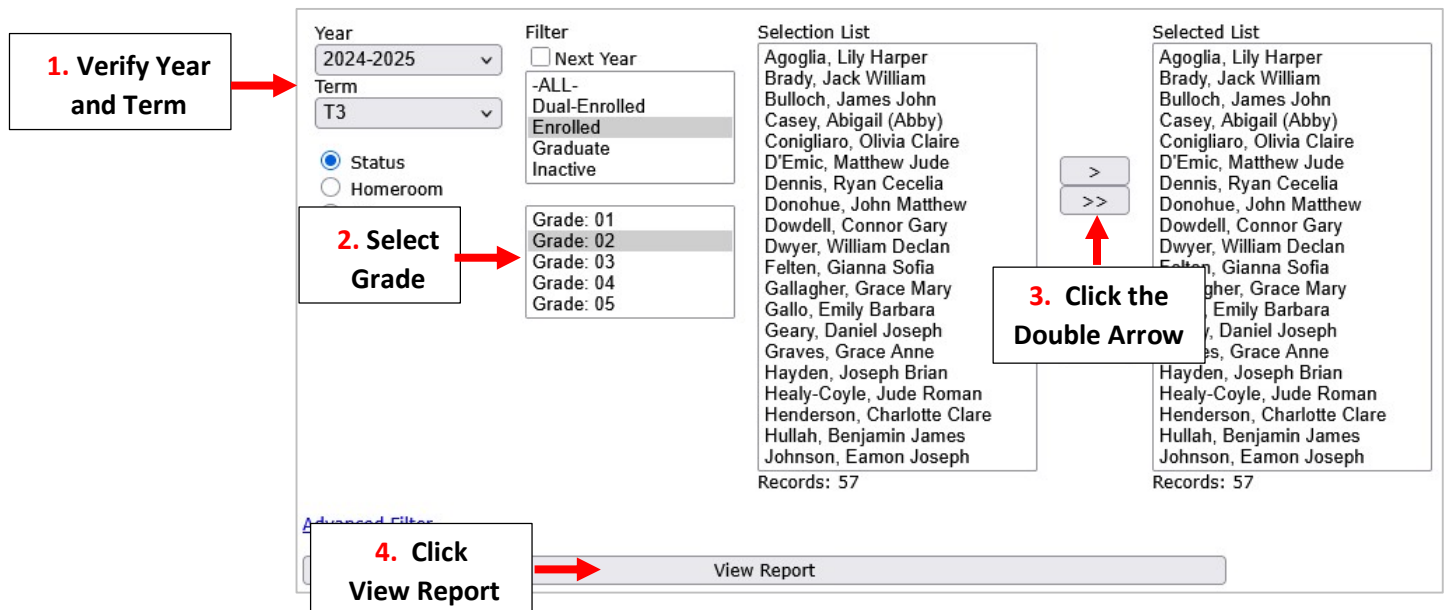 1. Verify Year
and Term
Year
2024-2025
Term
T3
Status
Homeroom
2. Select
Grade
Filter
Next Year
-ALL-
Dual-Enrolled
Enrolled
Graduate
Inactive
Grade: 01
Grade: 02
Grade: 03
Grade: 04
Grade: 05
Selection List
Agoglia, Lily Harper
Brady, Jack William
Bulloch, James John
Casey, Abigail (Abby)
Conigliaro, Olivia Claire
D'Emic, Matthew Jude
Dennis, Ryan Cecelia
Donohue, John Matthew
Dowdell, Connor Gary
Dwyer, William Declan
Felten, Gianna Sofia
Gallagher, Grace Mary
Gallo, Emily Barbara
Geary, Daniel Joseph
Graves, Grace Anne
Hayden, Joseph Brian
Healy-Coyle, Jude Roman
Henderson, Charlotte Clare
Hullah, Benjamin James
Johnson, Eamon Joseph
Records: 57
>
>>
3. Click the
Double Arrow
Selected List
Agoglia, Lily Harper
Brady, Jack William
Bulloch, James John
Casey, Abigail (Abby)
Conigliaro, Olivia Claire
D'Emic, Matthew Jude
Dennis, Ryan Cecelia
Donohue, John Matthew
Dowdell, Connor Gary
Dwyer, William Declan
Felten, Gianna Sofia
gher, Grace Mary
, Emily Barbara
, Daniel Joseph
es, Grace Anne
Hayden, Joseph Brian
Healy-Coyle, Jude Roman
Henderson, Charlotte Clare
Hullah, Benjamin James
Johnson, Eamon Joseph
Records: 57
Advanced Filter
4. Click
View Report
View Report